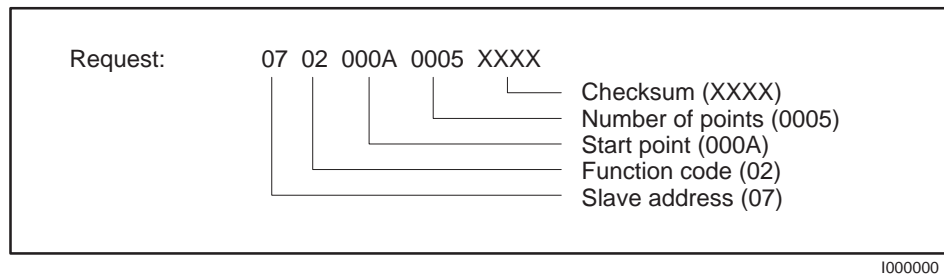 Request: 07 02 000A 0005 XXXX
Checksum (XXXX)
Number of points (0005)
Start point (000A)
Function code (02)
Slave address (07)
I000000